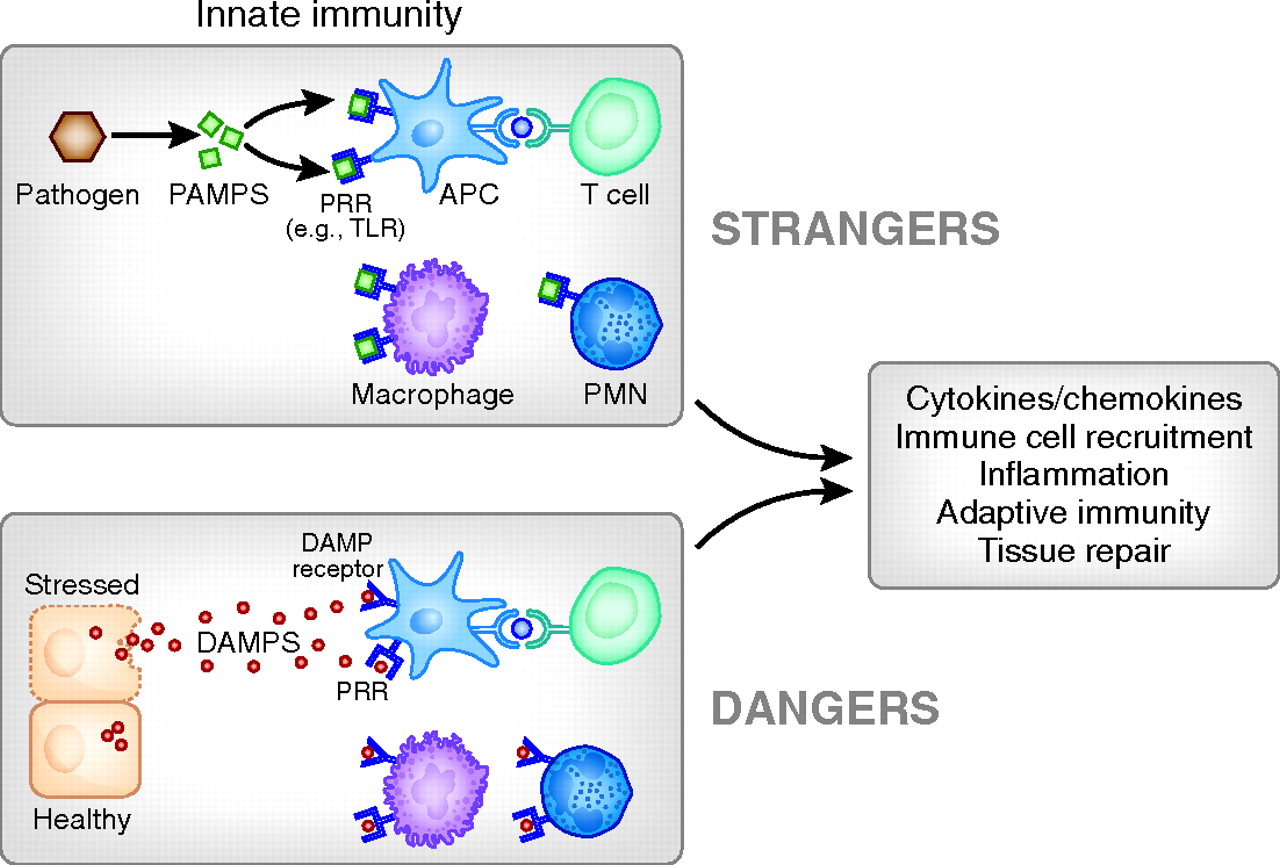 Innate immunity
Pathogen
PAMPS
PRR
(e.g., TLR)
APC
T cell
STRANGERS
Macrophage
PMN
Cytokines/chemokines
Immune cell recruitment
Inflammation
Adaptive immunity
Tissue repair
DAMP
receptor
Stressed
DAMPS
PRR
DANGERS
Healthy